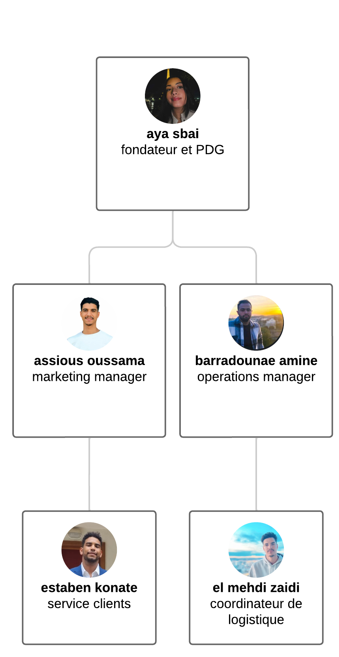 aya sbai
fondateur et PDG
assious oussama
marketing manager
barradounae amine
operations manager
estaben konate
service clients
el mehdi zaidi
coordinateur de
logistique